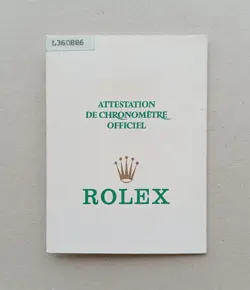 L360886
ATTESTATION
DE CHRONOMÈTRE
OFFICIEL
ROLEX